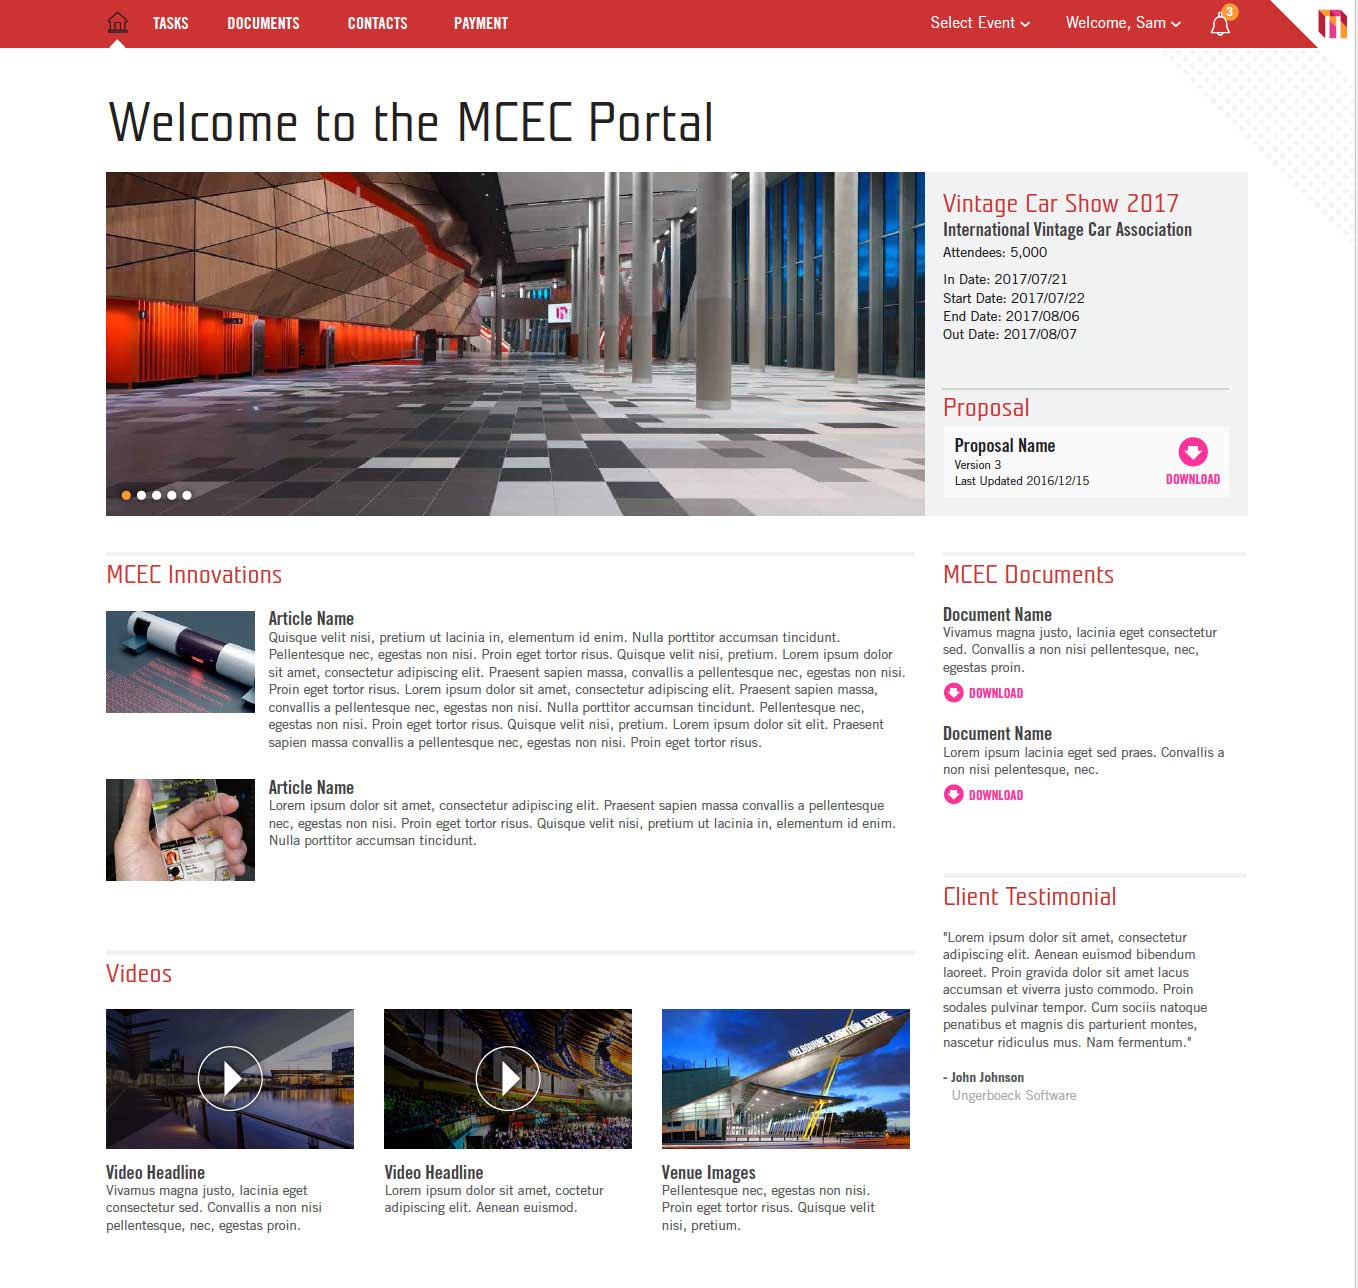 TASKS
DOCUMENTS
CONTACTS
PAYMENT
Select Event
Welcome, Sam
3
Welcome to the MCEC Portal
Vintage Car Show 2017
International Vintage Car Association
Attendees: 5,000
In Date: 2017/07/21
Start Date: 2017/07/22
End Date: 2017/08/06
Out Date: 2017/08/07
Proposal
Proposal Name
Version 3
Last Updated 2016/12/15
DOWNLOAD
MCEC Innovations
Article Name
Quisque velit nisi, pretium ut lacinia in, elementum id enim. Nulla porttitor accumsan tincidunt.
Pellentesque nec, egestas non nisi. Proin eget tortor risus. Quisque velit nisi, pretium. Lorem ipsum dolor
sit amet, consectetur adipiscing elit. Praesent sapien massa, convallis a pellentesque nec, egestas non nisi.
Proin eget tortor risus. Lorem ipsum dolor sit amet, consectetur adipiscing elit. Praesent sapien massa,
convallis a pellentesque nec, egestas non nisi. Nulla porttitor accumsan tincidunt. Pellentesque nec,
egestas non nisi. Proin eget tortor risus. Quisque velit nisi, pretium. Lorem ipsum dolor sit elit. Praesent
sapien massa convallis a pellentesque nec, egestas non nisi. Proin eget tortor risus.
27
Article Name
Lorem ipsum dolor sit amet, consectetur adipiscing elit. Praesent sapien massa convallis a pellentesque
nec, egestas non nisi. Proin eget tortor risus. Quisque velit nisi, pretium ut lacinia in, elementum id enim.
Nulla porttitor accumsan tincidunt.
MCEC Documents
Document Name
Vivamus magna justo, lacinia eget consectetur
sed. Convallis a non nisi pellentesque, nec,
egestas proin.
DOWNLOAD
Document Name
Lorem ipsum lacinia eget sed praes. Convallis a
non nisi pelentesque, nec.
DOWNLOAD
Client Testimonial
"Lorem ipsum dolor sit amet, consectetur
adipiscing elit. Aenean euismod bibendum
laoreet. Proin gravida dolor sit amet lacus
accumsan et viverra justo commodo. Proin
sodales pulvinar tempor. Cum sociis natoque
penatibus et magnis dis parturient montes,
nascetur ridiculus mus. Nam fermentum."
- John Johnson
Ungerboeck Software
Videos
MELBOURNE EXHIBITION CENTRE
Video Headline
Vivamus magna justo, lacinia eget
consectetur sed. Convallis a non nisi
pellentesque, nec, egestas proin.
Video Headline
Lorem ipsum dolor sit amet, coctetur
adipiscing elit. Aenean euismod.
Venue Images
Pellentesque nec, egestas non nisi.
Proin eget tortor risus. Quisque velit
nisi, pretium.